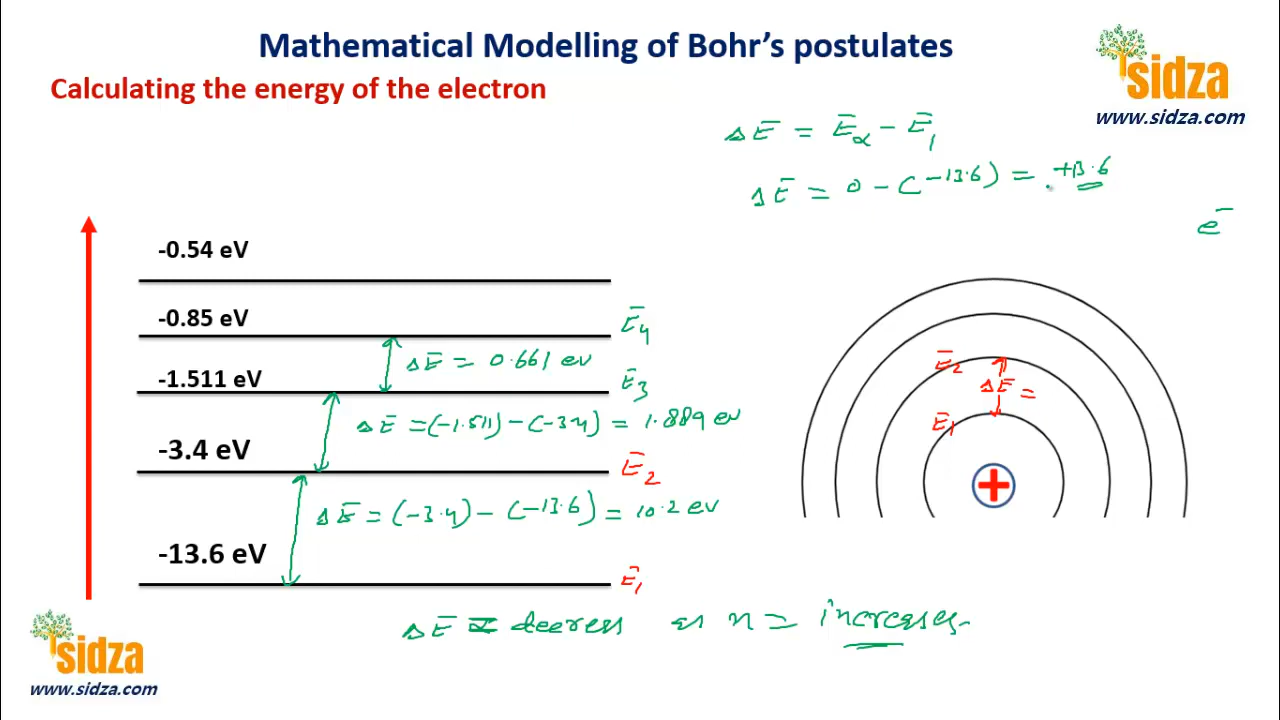 Mathematical Modelling of Bohr's postulates
Calculating the energy of the electron
sidza
www.sidza.com
ΔE = E∝ - E1
ΔE = 0 - (-13.6) = +13.6
e-
-0.54 eV
-0.85 eV
E4
ΔE = 0.661 ev
-1.511 eV
E3
ΔE = (-1.511) - (-3.4) = 1.889 ev
-3.4 eV
E2
ΔE = (-3.4) - (-13.6) = 10.2 ev
-13.6 eV
E1
E2
ΔE =
E1
+
ΔE = decress as n = increases.
sidza
www.sidza.com